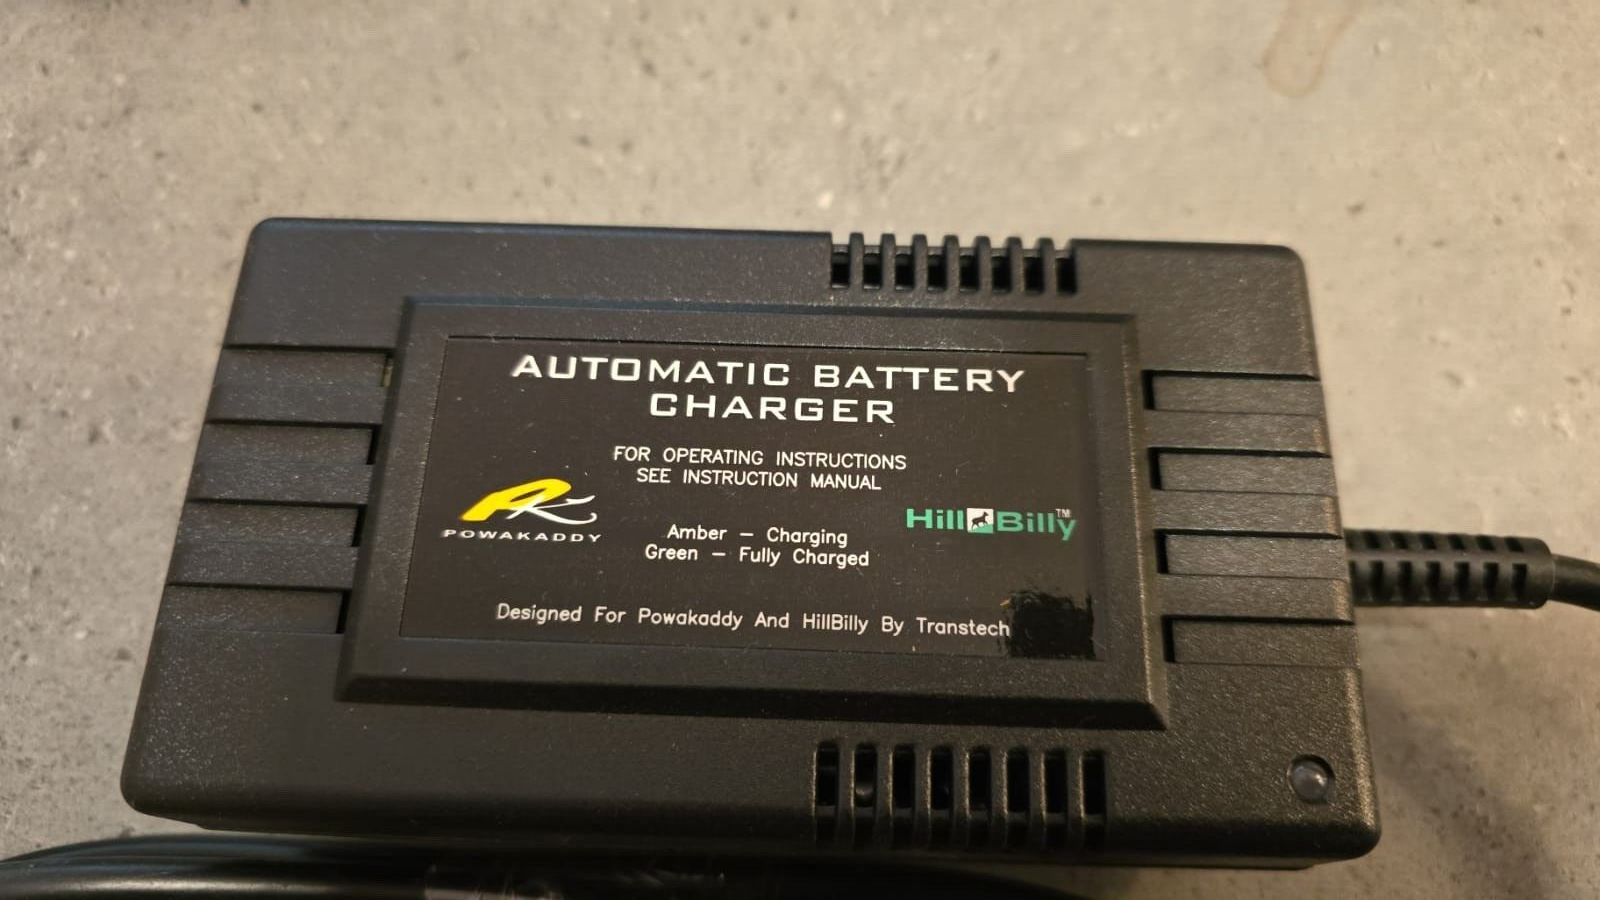 AUTOMATIC BATTERY
CHARGER
FOR OPERATING INSTRUCTIONS
SEE INSTRUCTION MANUAL
PK
POWAKADDY
HillBilly™
Amber – Charging
Green – Fully Charged
Designed For Powakaddy And HillBilly By Transtech